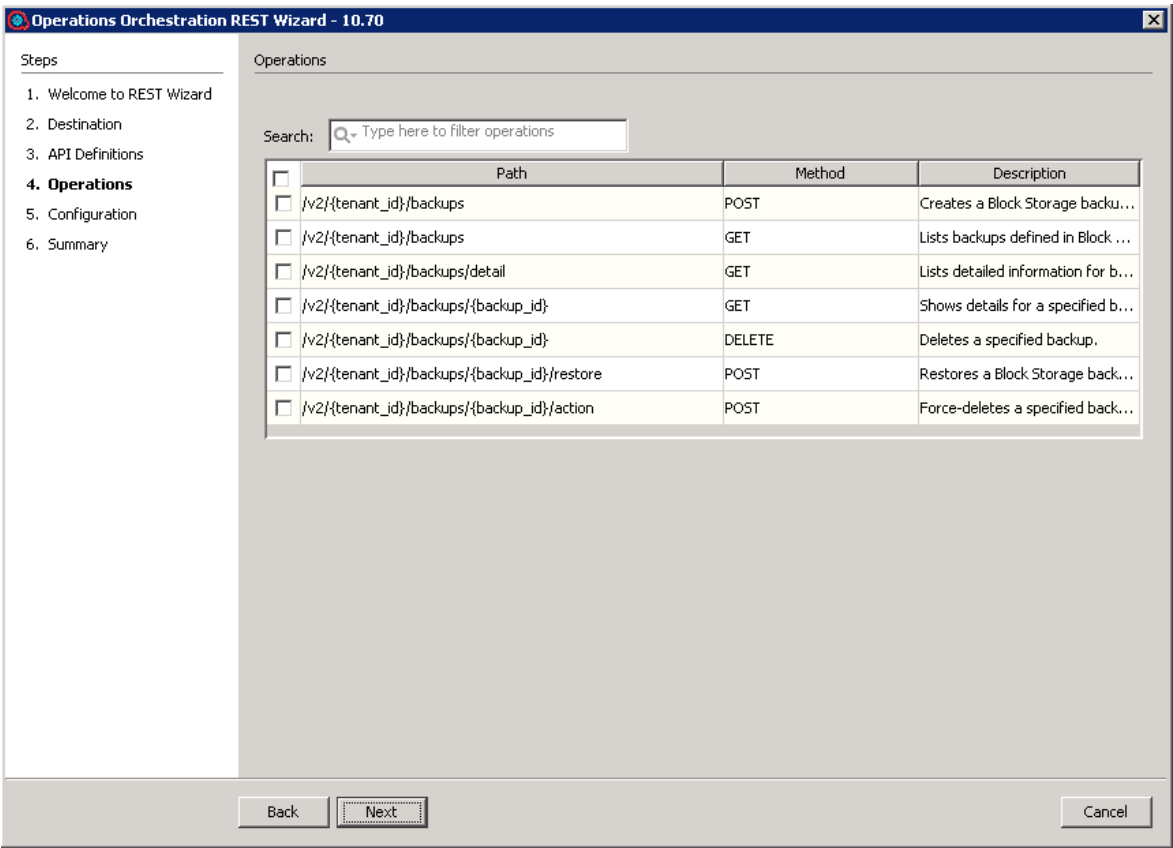 Operations Orchestration REST Wizard - 10.70
Steps
1. Welcome to REST Wizard
2. Destination
3. API Definitions
4. Operations
5. Configuration
6. Summary
Operations
Search: Type here to filter operations
Path Method Description
/v2/{tenant_id}/backups POST Creates a Block Storage backu...
/v2/{tenant_id}/backups GET Lists backups defined in Block ...
/v2/{tenant_id}/backups/detail GET Lists detailed information for b...
/v2/{tenant_id}/backups/{backup_id} GET Shows details for a specified b...
/v2/{tenant_id}/backups/{backup_id} DELETE Deletes a specified backup.
/v2/{tenant_id}/backups/{backup_id}/restore POST Restores a Block Storage back...
/v2/{tenant_id}/backups/{backup_id}/action POST Force-deletes a specified back...
Back Next Cancel